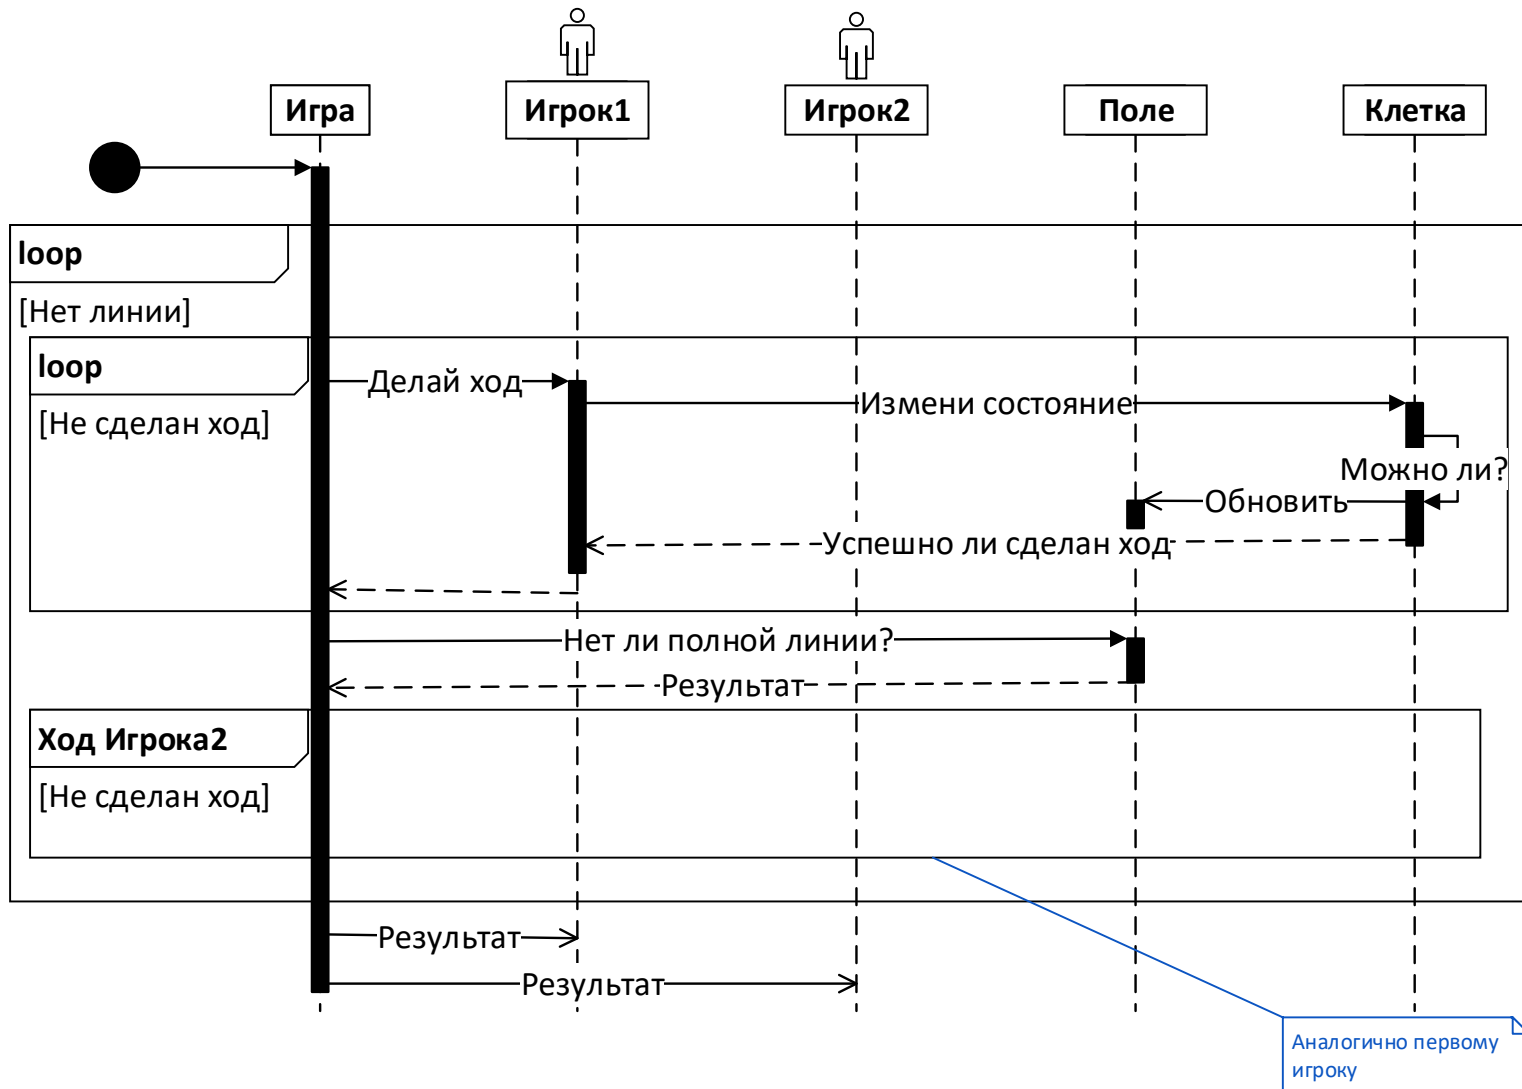 Игра
Игрок1
Игрок2
Поле
Клетка
loop
[Нет линии]
loop
[Не сделан ход]
Делай ход
Измени состояние
Можно ли?
Обновить
Успешно ли сделан ход
Нет ли полной линии?
Результат
Ход Игрока2
[Не сделан ход]
Результат
Результат
Аналогично первому
игроку